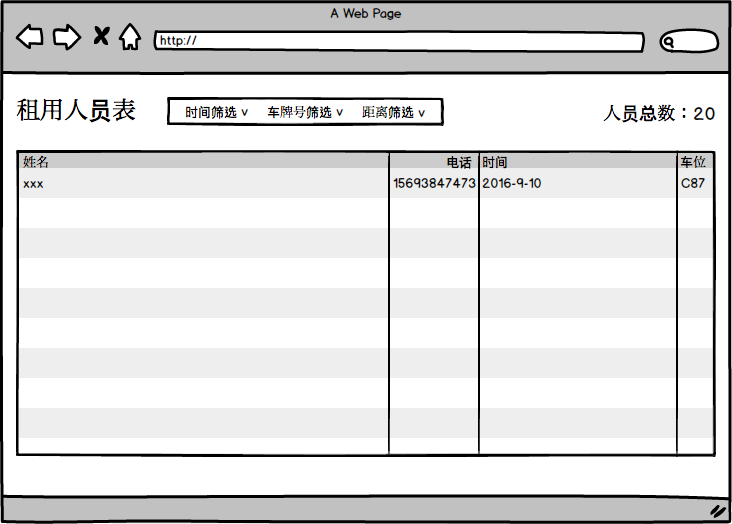 A Web Page
http://
租用人员表
时间筛选 v 车牌号筛选 v 距离筛选 v
人员总数：20
姓名 电话 时间 车位
xxx 15693847473 2016-9-10 C87